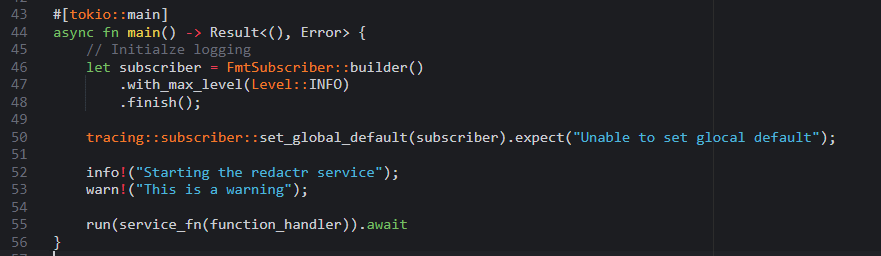 43 #[tokio::main]
44 async fn main() -> Result<(), Error> {
45     // Initialze logging
46     let subscriber = FmtSubscriber::builder()
47         .with_max_level(Level::INFO)
48         .finish();
49
50     tracing::subscriber::set_global_default(subscriber).expect("Unable to set glocal default");
51
52     info!("Starting the redactr service");
53     warn!("This is a warning");
54
55     run(service_fn(function_handler)).await
56 }